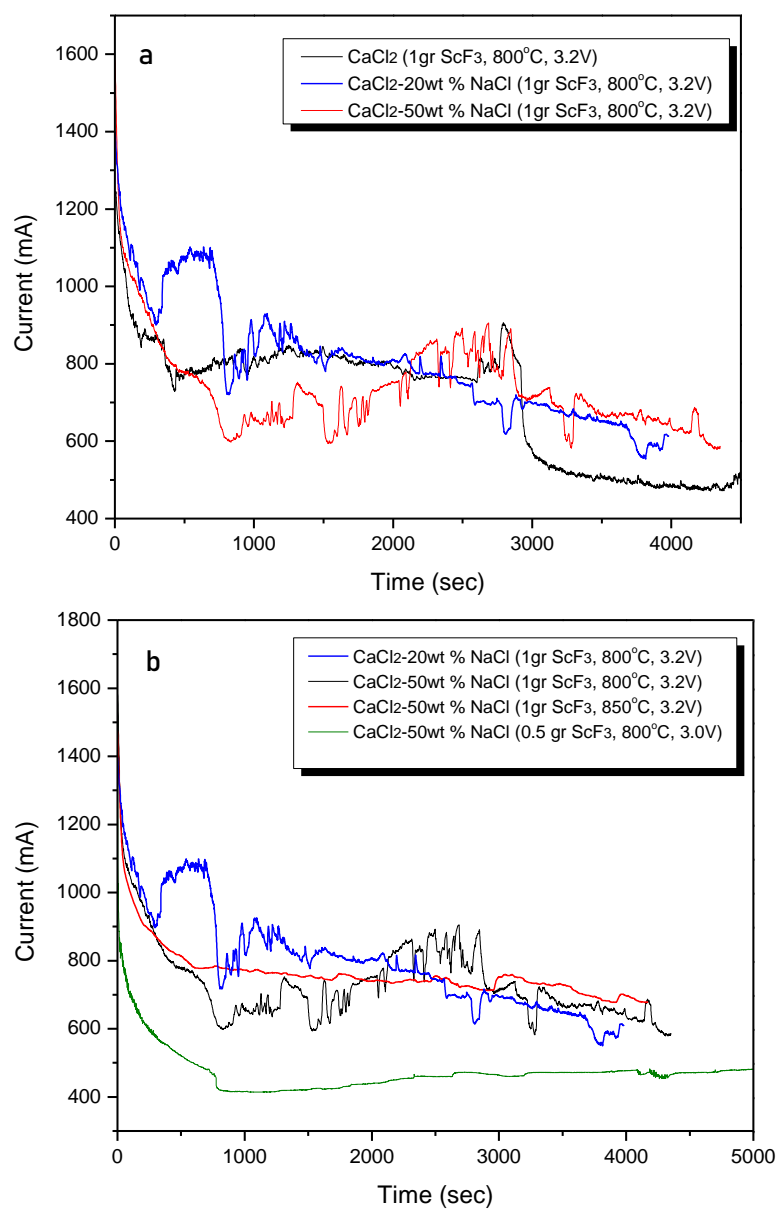 a
CaCl2 (1gr ScF3, 800°C, 3.2V)
CaCl2-20wt % NaCl (1gr ScF3, 800°C, 3.2V)
CaCl2-50wt % NaCl (1gr ScF3, 800°C, 3.2V)
1600
1400
1200
1000
800
600
400
Current (mA)
0 1000 2000 3000 4000
Time (sec)
b
CaCl2-20wt % NaCl (1gr ScF3, 800°C, 3.2V)
CaCl2-50wt % NaCl (1gr ScF3, 800°C, 3.2V)
CaCl2-50wt % NaCl (1gr ScF3, 850°C, 3.2V)
CaCl2-50wt % NaCl (0.5 gr ScF3, 800°C, 3.0V)
1800
1600
1400
1200
1000
800
600
400
Current (mA)
0 1000 2000 3000 4000 5000
Time (sec)